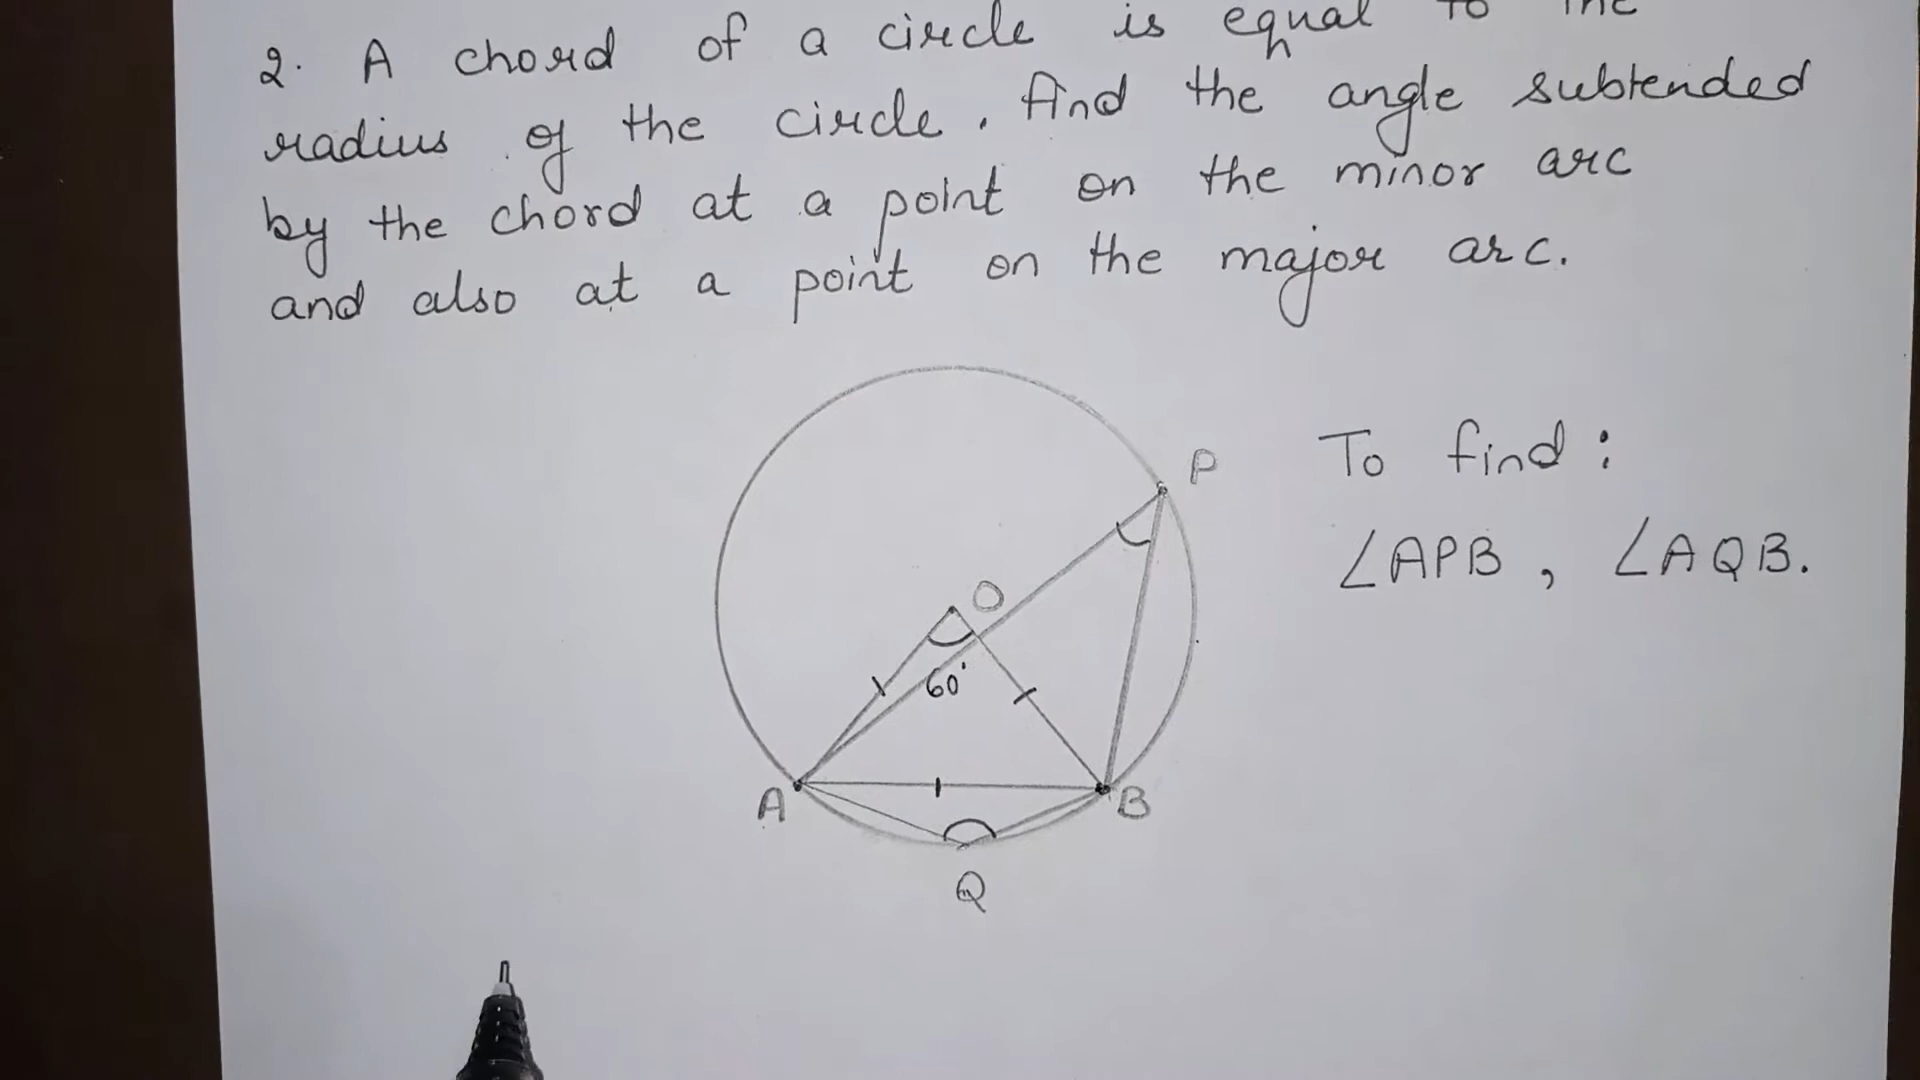 2. A chord of a circle is equal to the
radius of the circle. Find the angle subtended
by the chord at a point on the minor arc
and also at a point on the major arc.
P
To find :
∠APB , ∠AQB.
O
60°
A
B
Q